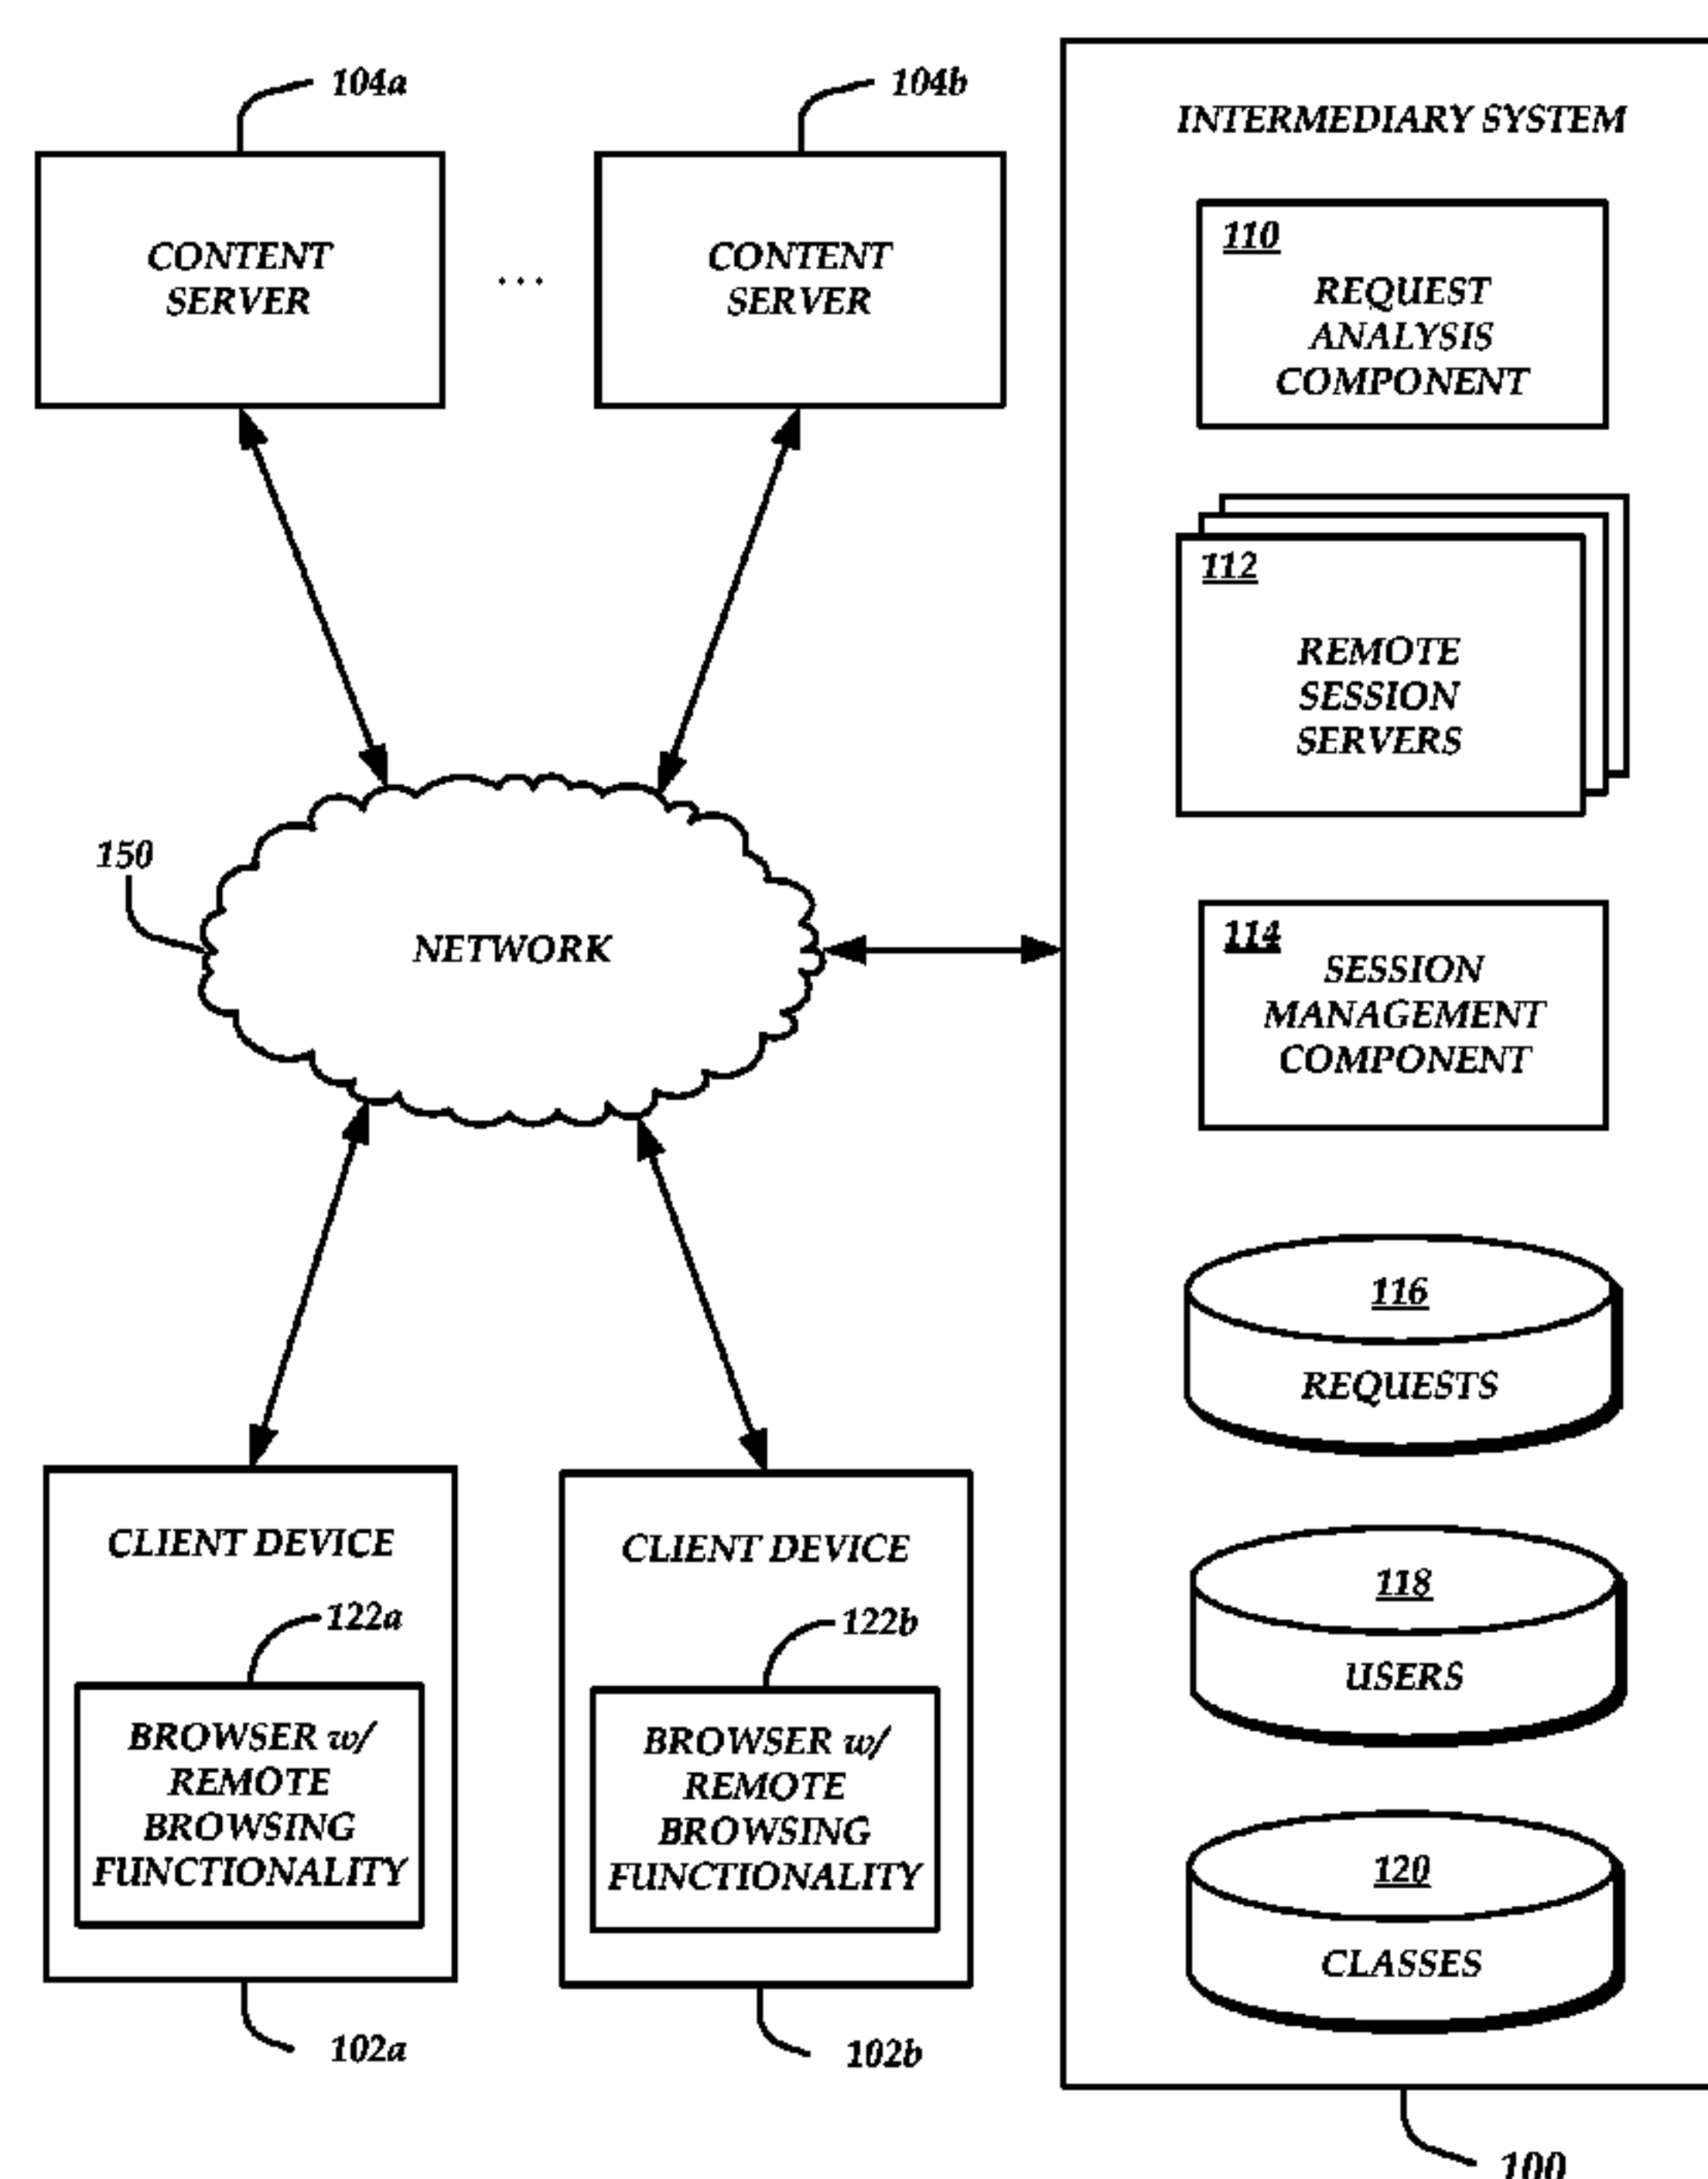 104a
104b
CONTENT
SERVER
...
CONTENT
SERVER
150
NETWORK
CLIENT DEVICE
122a
BROWSER w/
REMOTE
BROWSING
FUNCTIONALITY
102a
CLIENT DEVICE
122b
BROWSER w/
REMOTE
BROWSING
FUNCTIONALITY
102b
INTERMEDIARY SYSTEM
110
REQUEST
ANALYSIS
COMPONENT
112
REMOTE
SESSION
SERVERS
114
SESSION
MANAGEMENT
COMPONENT
116
REQUESTS
118
USERS
120
CLASSES
100